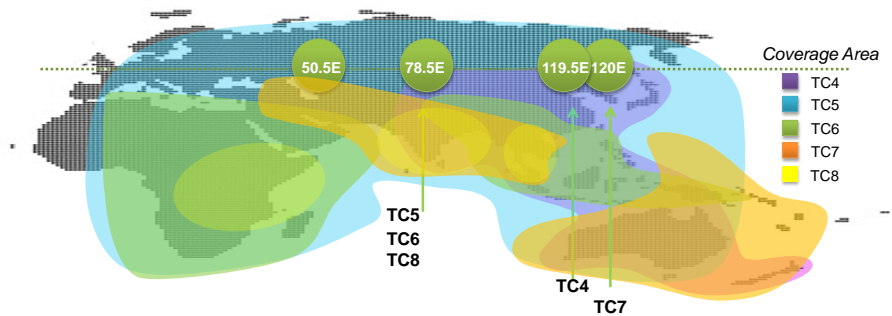 Coverage Area
50.5E
78.5E
119.5E
120E
TC4
TC5
TC6
TC7
TC8
TC5
TC6
TC8
TC4
TC7